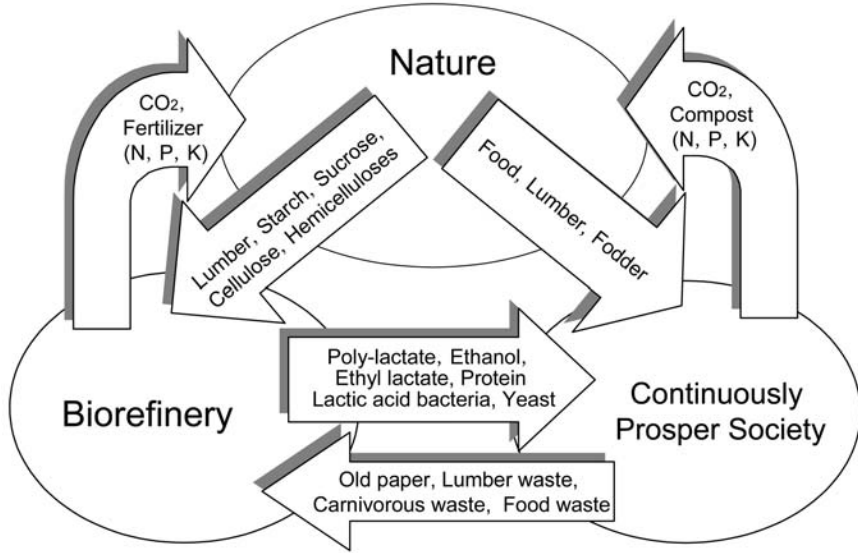 Nature
CO2,
Fertilizer
(N, P, K)
CO2,
Compost
(N, P, K)
Lumber, Starch, Sucrose,
Cellulose, Hemicelluloses
Food, Lumber, Fodder
Biorefinery
Poly-lactate, Ethanol,
Ethyl lactate, Protein
Lactic acid bacteria, Yeast
Continuously
Prosper Society
Old paper, Lumber waste,
Carnivorous waste, Food waste